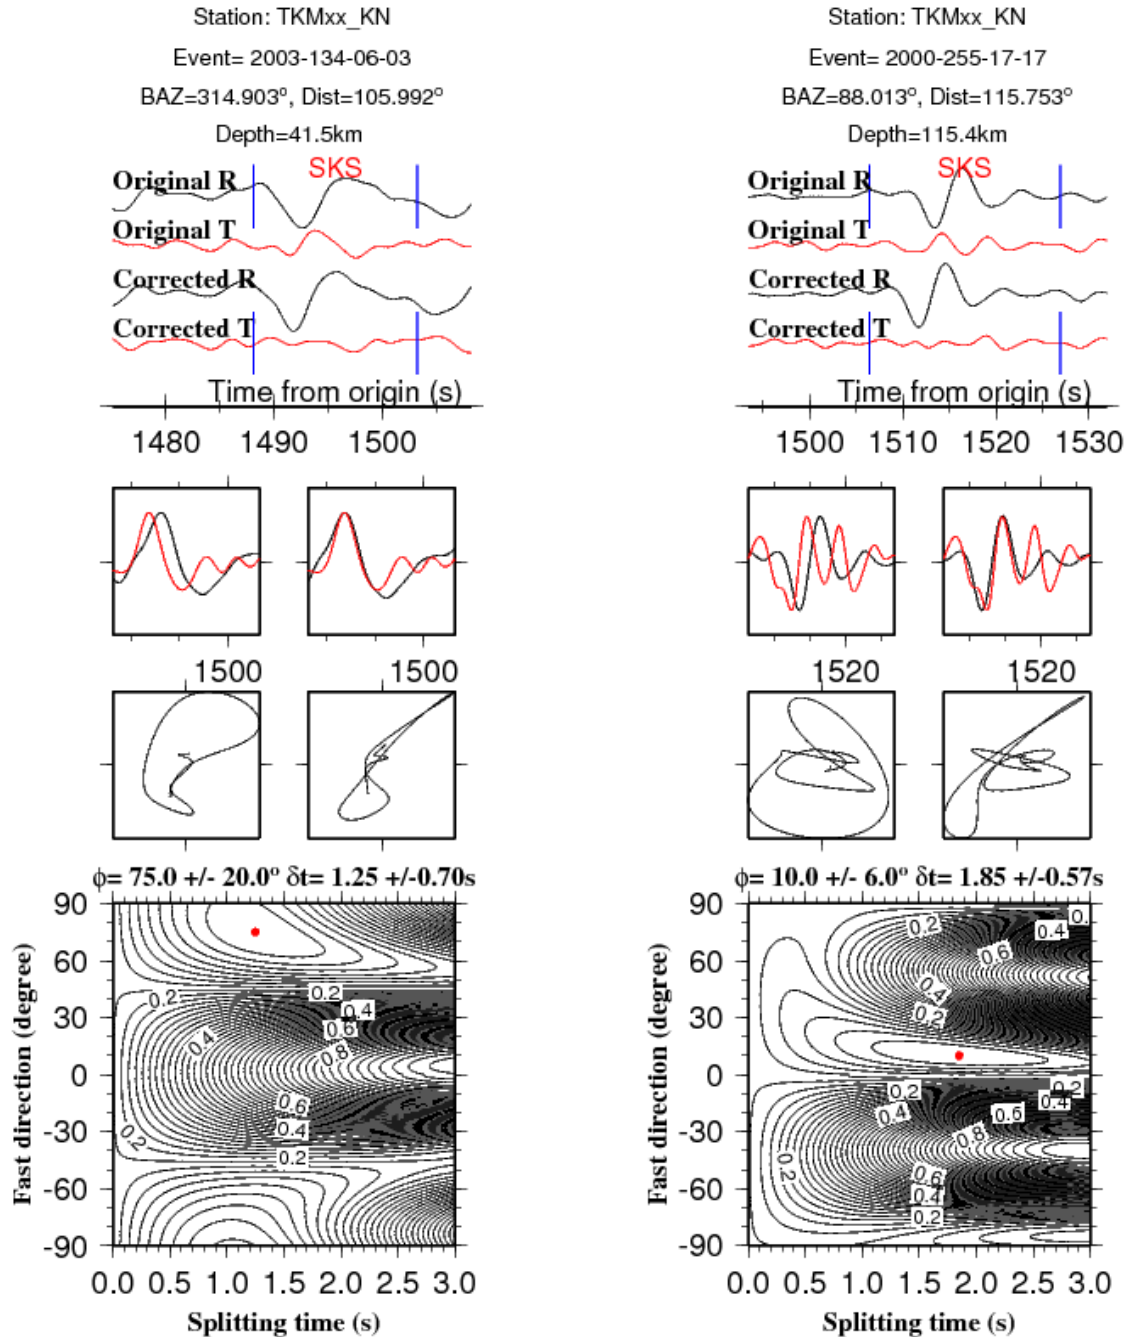 Station: TKMxx_KN
Event= 2003-134-06-03
BAZ=314.903°, Dist=105.992°
Depth=41.5km
SKS
Original R
Original T
Corrected R
Corrected T
Time from origin (s)
1480 1490 1500
1500 1500
ϕ= 75.0 +/- 20.0° δt= 1.25 +/-0.70s
90
60
30
0
-30
-60
-90
Fast direction (degree)
0.2
0.2
0.4
0.4
0.6
0.8
0.6
0.4
0.2
0.2
0.0 0.5 1.0 1.5 2.0 2.5 3.0
Splitting time (s)
Station: TKMxx_KN
Event= 2000-255-17-17
BAZ=88.013°, Dist=115.753°
Depth=115.4km
SKS
Original R
Original T
Corrected R
Corrected T
Time from origin (s)
1500 1510 1520 1530
1520 1520
ϕ= 10.0 +/- 6.0° δt= 1.85 +/-0.57s
90
60
30
0
-30
-60
-90
Fast direction (degree)
0.2
0.4
0.6
0.4
0.2
0.2
0.2
0.4
0.4
0.6
0.8
0.2
0.6
0.4
0.2
0.0 0.5 1.0 1.5 2.0 2.5 3.0
Splitting time (s)